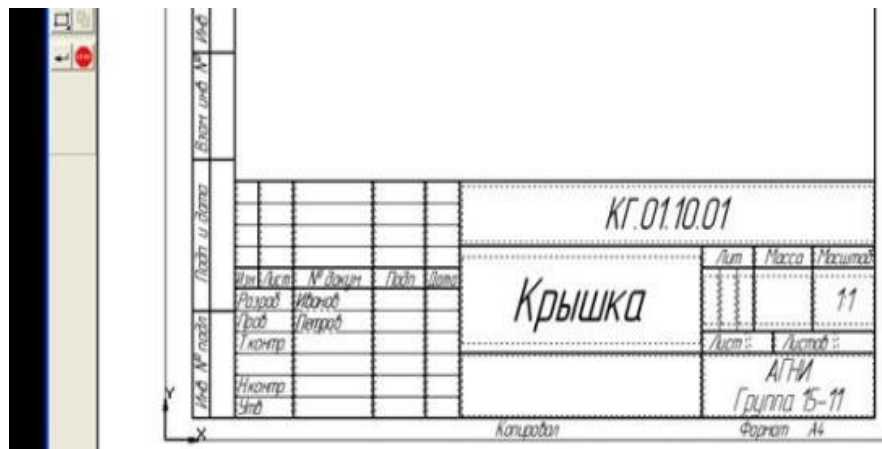 Инв
Взам инв №
Подп и дата
Инв № подл
КГ.01.10.01
Лит Масса Масштаб
Изм Лист № докум Подп Дата
Крышка
1:1
Разраб Иванов
Пров Петров
Т контр
Лист Листов
Н контр
Утв
АГНИ
Группа 15-11
Копировал Формат А4
Y
X